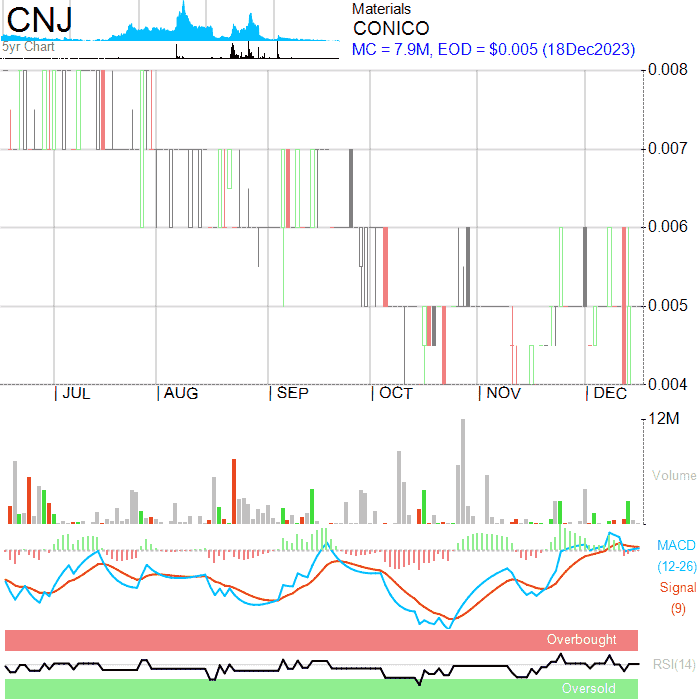 CNJ
5yr Chart
Materials
CONICO
MC = 7.9M, EOD = $0.005 (18Dec2023)
0.008
0.007
0.006
0.005
0.004
JUL AUG SEP OCT NOV DEC
12M
Volume
MACD
(12-26)
Signal
(9)
Overbought
RSI(14)
Oversold